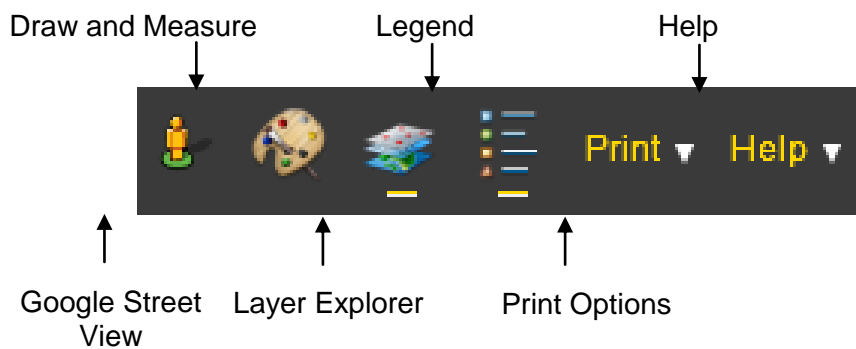 Draw and Measure
Legend
Help
Print
Help
Google Street
View
Layer Explorer
Print Options